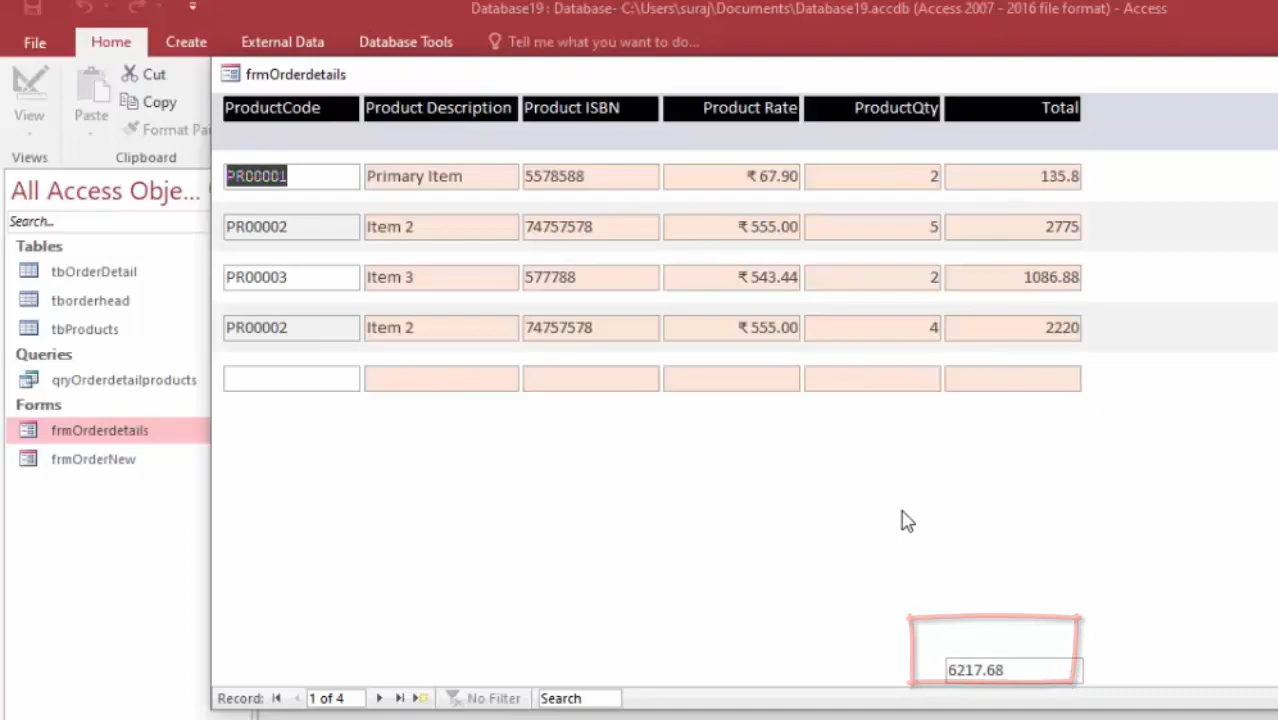 Database19 : Database- C:\Users\suraj\Documents\Database19.accdb (Access 2007 - 2016 file format) - Access
File Home Create External Data Database Tools Tell me what you want to do...
View
Views
Paste
Cut
Copy
Format Pai
Clipboard
All Access Obje...
Search...
Tables
tbOrderDetail
tborderhead
tbProducts
Queries
qryOrderdetailproducts
Forms
frmOrderdetails
frmOrderNew
frmOrderdetails
ProductCode Product Description Product ISBN Product Rate ProductQty Total
PR00001 Primary Item 5578588 ₹ 67.90 2 135.8
PR00002 Item 2 74757578 ₹ 555.00 5 2775
PR00003 Item 3 577788 ₹ 543.44 2 1086.88
PR00002 Item 2 74757578 ₹ 555.00 4 2220
6217.68
Record: 1 of 4 No Filter Search